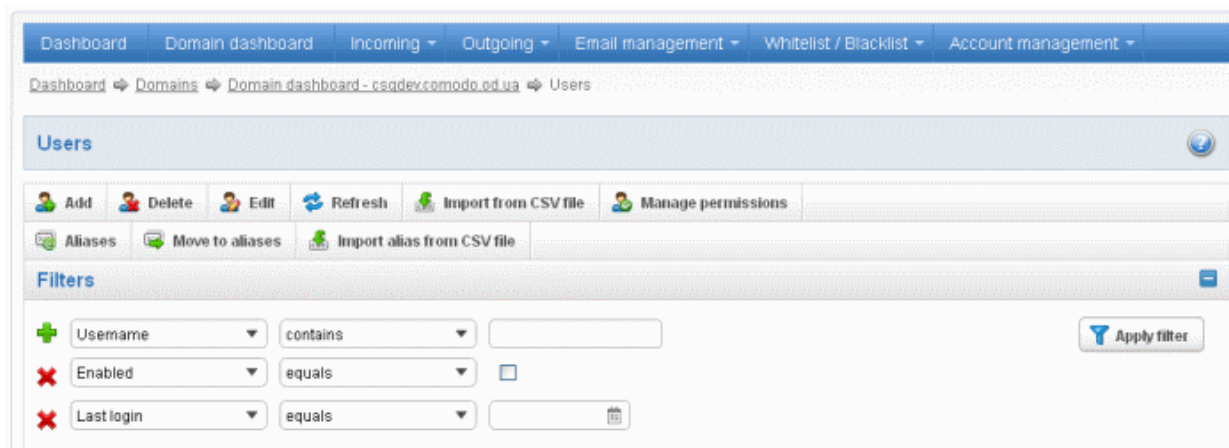 Dashboard Domain dashboard Incoming Outgoing Email management Whitelist / Blacklist Account management
Dashboard Domains Domain dashboard - csgdev.comodo.od.ua Users
Users
Add Delete Edit Refresh Import from CSV file Manage permissions
Aliases Move to aliases Import alias from CSV file
Filters
Username contains Apply filter
Enabled equals
Last login equals